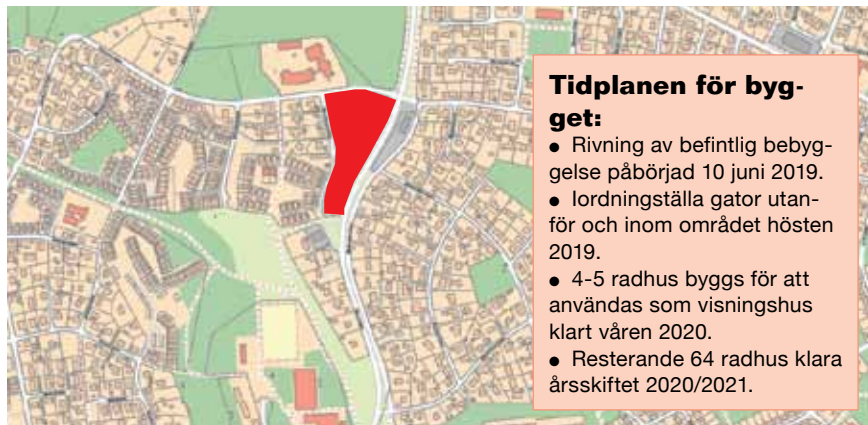 Tidplanen för byg-
get:
● Rivning av befintlig bebyg-
gelse påbörjad 10 juni 2019.
● Iordningställa gator utan-
för och inom området hösten
2019.
● 4-5 radhus byggs för att
användas som visningshus
klart våren 2020.
● Resterande 64 radhus klara
årsskiftet 2020/2021.